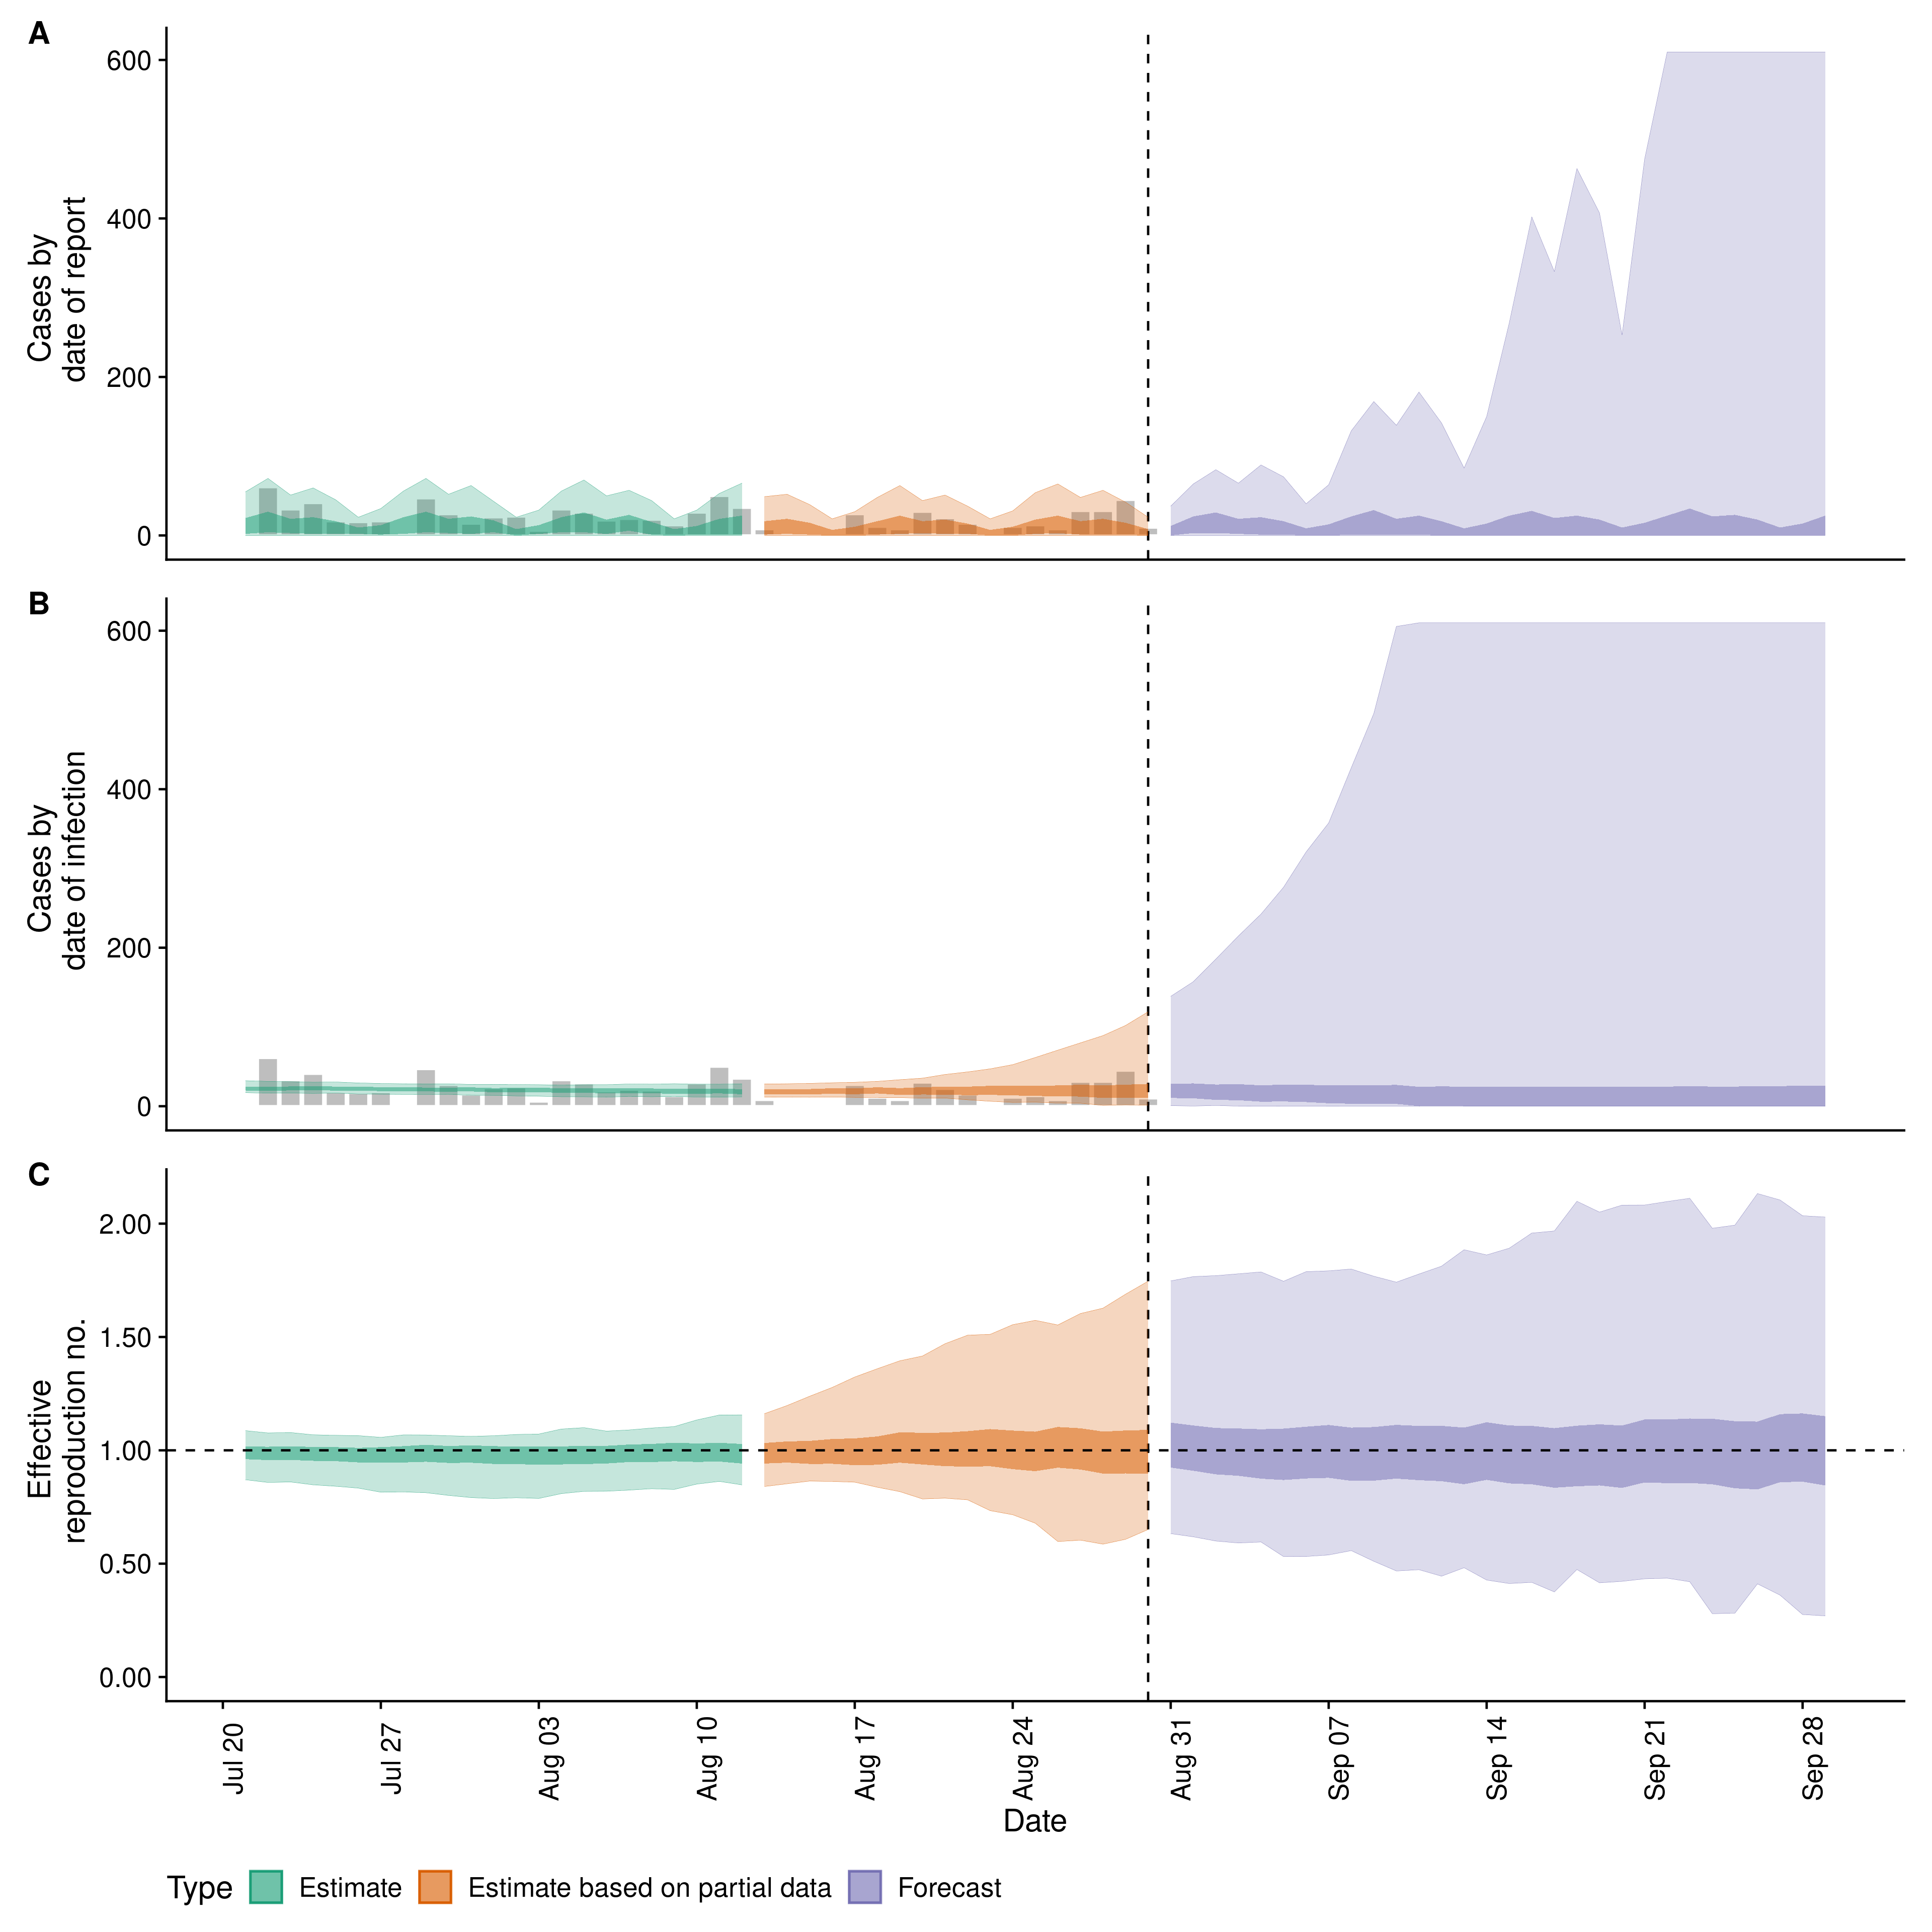 A
600
400
200
0
Cases by
date of report
B
600
400
200
0
Cases by
date of infection
C
2.00
1.50
1.00
0.50
0.00
Effective
reproduction no.
Jul 20
Jul 27
Aug 03
Aug 10
Aug 17
Aug 24
Aug 31
Sep 07
Sep 14
Sep 21
Sep 28
Date
Type Estimate Estimate based on partial data Forecast